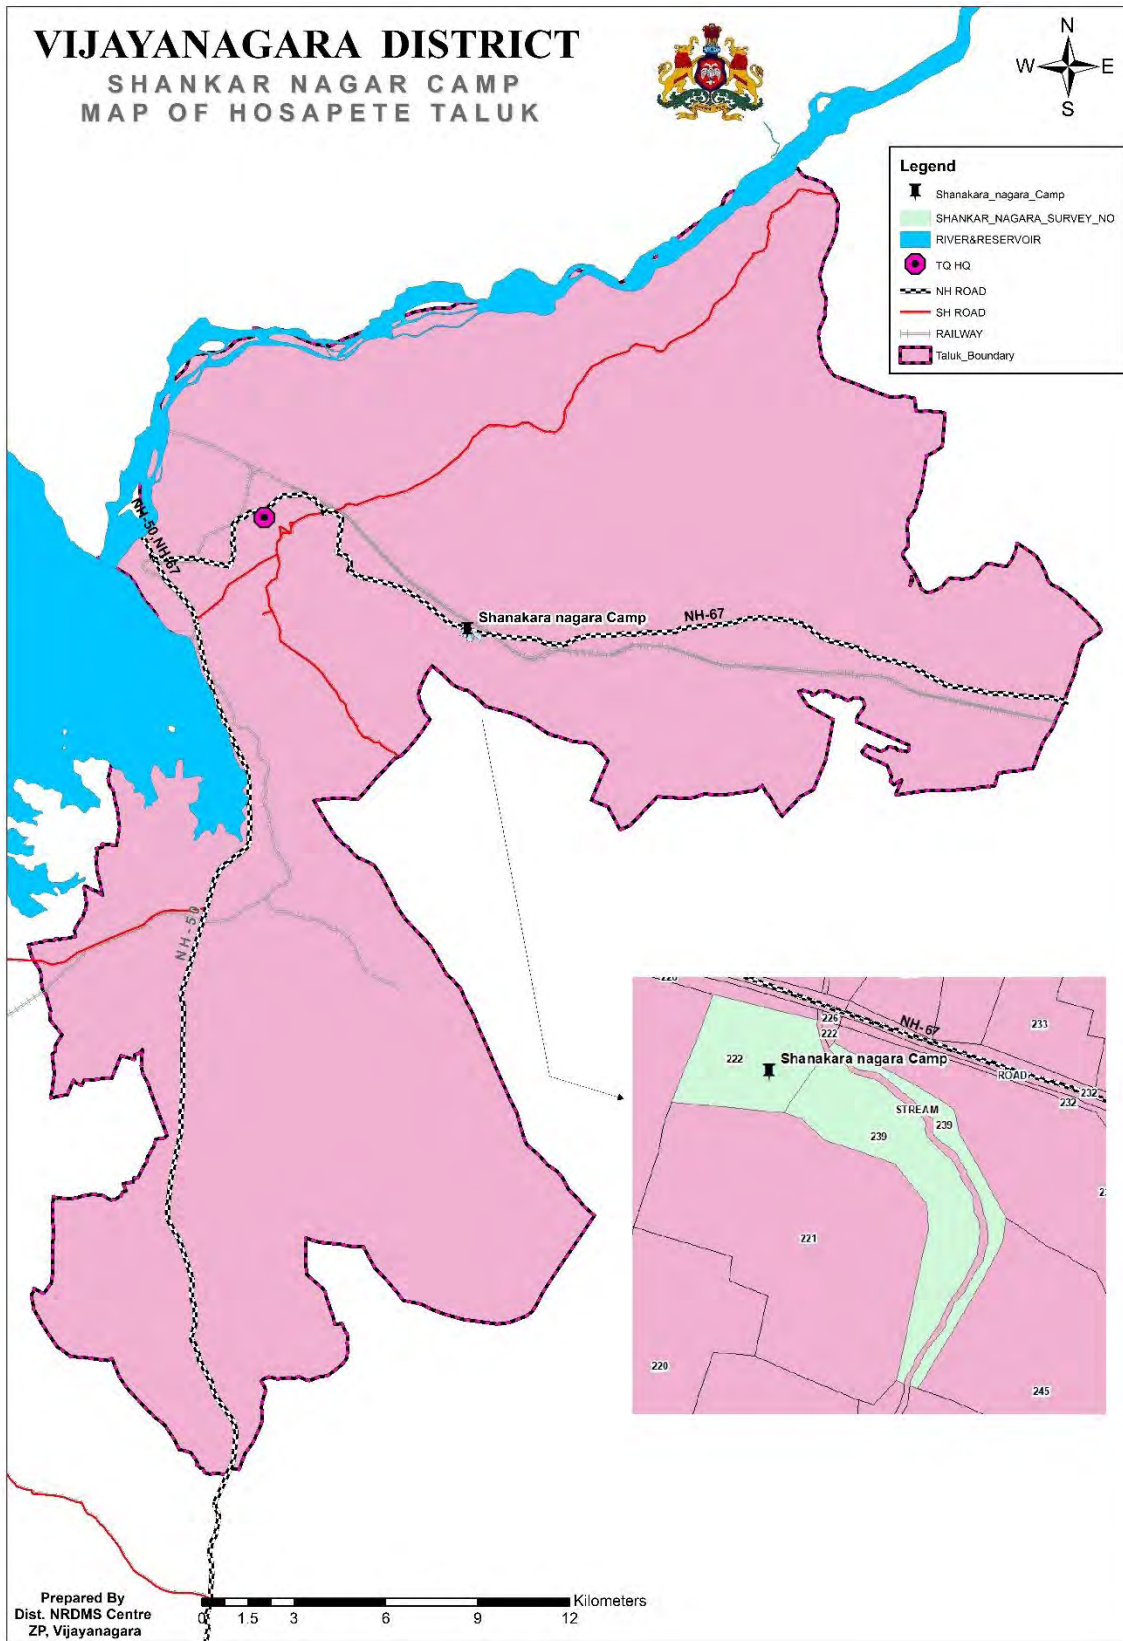 VIJAYANAGARA DISTRICT
SHANKAR NAGAR CAMP
MAP OF HOSAPETE TALUK
N
W
E
S
Legend
Shanakara_nagara_Camp
SHANKAR_NAGARA_SURVEY_NO
RIVER&RESERVOIR
TQ HQ
NH ROAD
SH ROAD
RAILWAY
Taluk_Boundary
NH-50 NH-67
Shanakara nagara Camp
NH-67
NH-50
226
222
NH-67
233
222
Shanakara nagara Camp
ROAD
232
232
STREAM
239
239
221
220
245
Prepared By
Dist. NRDMS Centre
ZP, Vijayanagara
0 1.5 3 6 9 12
Kilometers